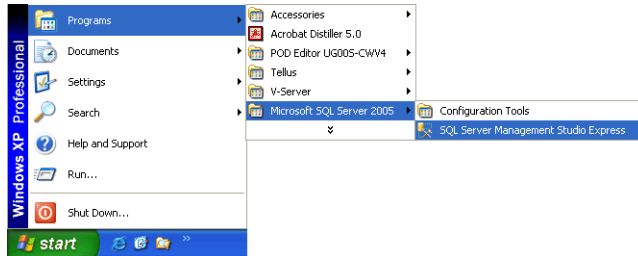 Windows XP Professional
Programs
Documents
Settings
Search
Help and Support
Run...
Shut Down...
start
Accessories
Acrobat Distiller 5.0
POD Editor UG00S-CWV4
Tellus
V-Server
Microsoft SQL Server 2005
Configuration Tools
SQL Server Management Studio Express